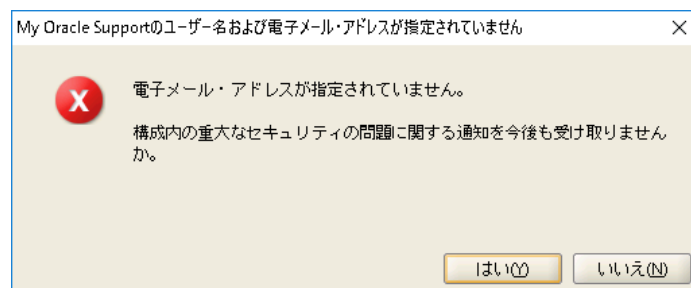 My Oracle Supportのユーザー名および電子メール・アドレスが指定されていません
電子メール・アドレスが指定されていません。
構成内の重大なセキュリティの問題に関する通知を今後も受け取りません
か。
はい(Y)
いいえ(N)